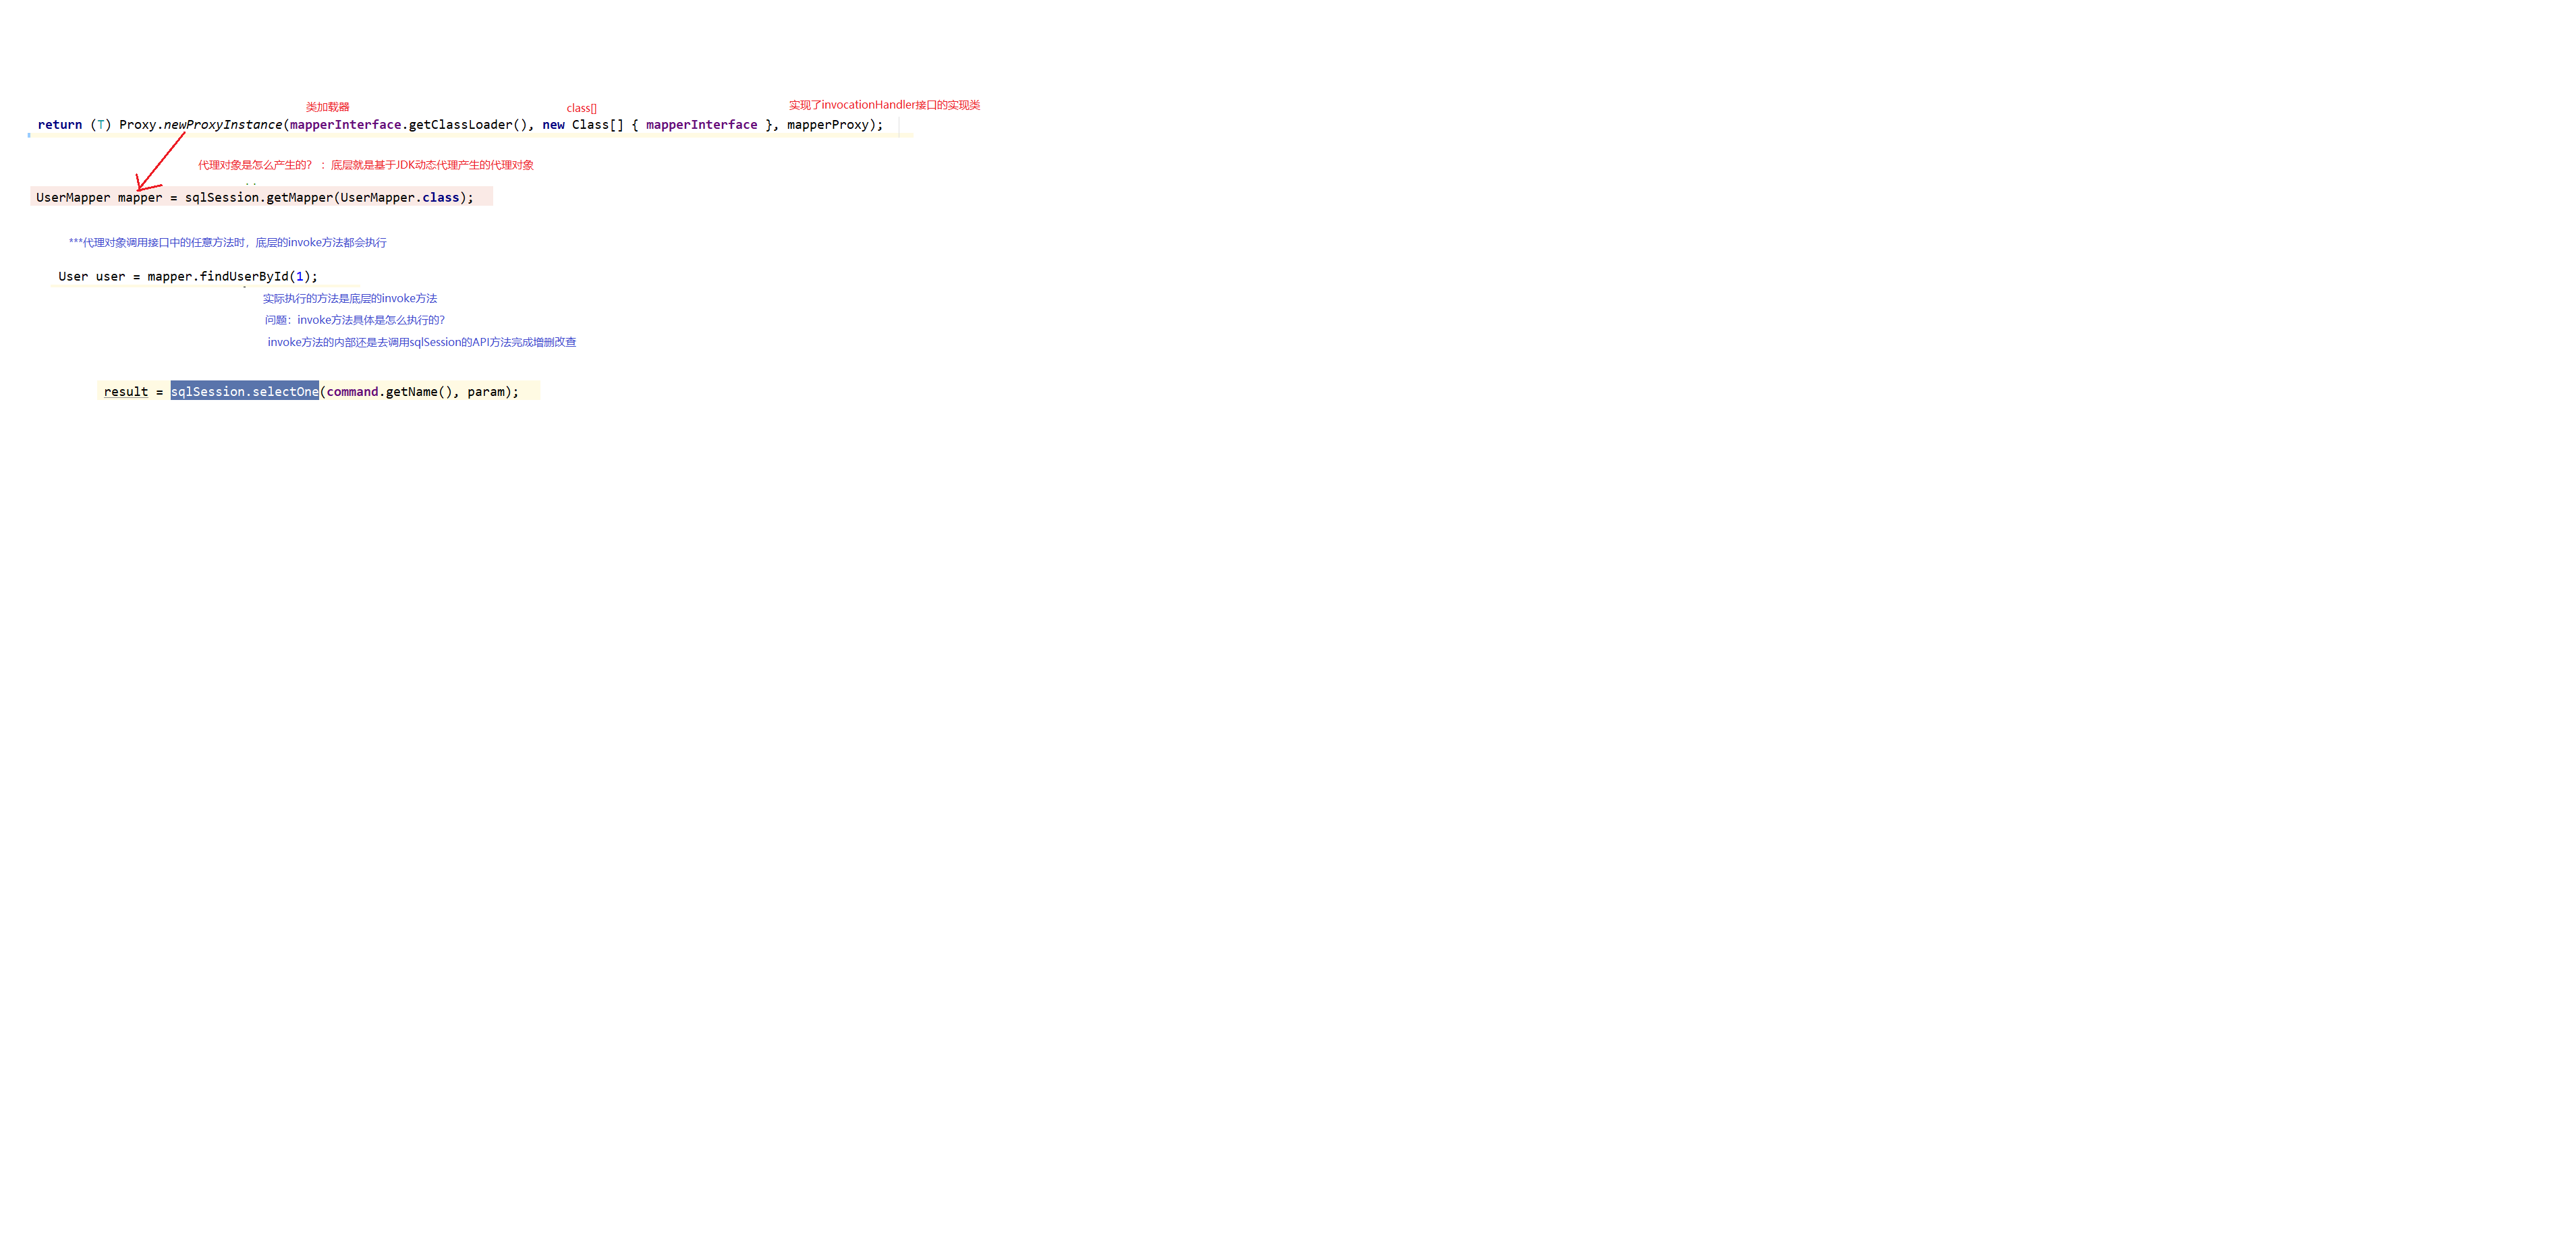 类加载器 class[] 实现了invocationHandler接口的实现类
return (T) Proxy.newProxyInstance(mapperInterface.getClassLoader(), new Class[] { mapperInterface }, mapperProxy);
代理对象是怎么产生的? : 底层就是基于JDK动态代理产生的代理对象
UserMapper mapper = sqlSession.getMapper(UserMapper.class);
***代理对象调用接口中的任意方法时，底层的invoke方法都会执行
User user = mapper.findUserById(1);
实际执行的方法是底层的invoke方法
问题：invoke方法具体是怎么执行的?
invoke方法的内部还是去调用sqlSession的API方法完成增删改查
result = sqlSession.selectOne(command.getName(), param);